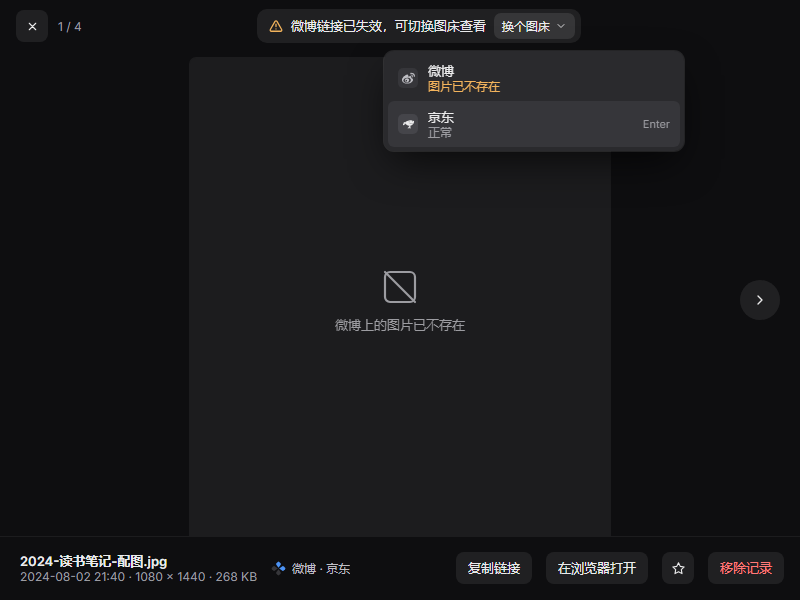 1 / 4
微博链接已失效，可切换图床查看
换个图床
微博
图片已不存在
京东
正常
Enter
微博上的图片已不存在
2024-读书笔记-配图.jpg
2024-08-02 21:40 · 1080 × 1440 · 268 KB
微博 · 京东
复制链接
在浏览器打开
移除记录